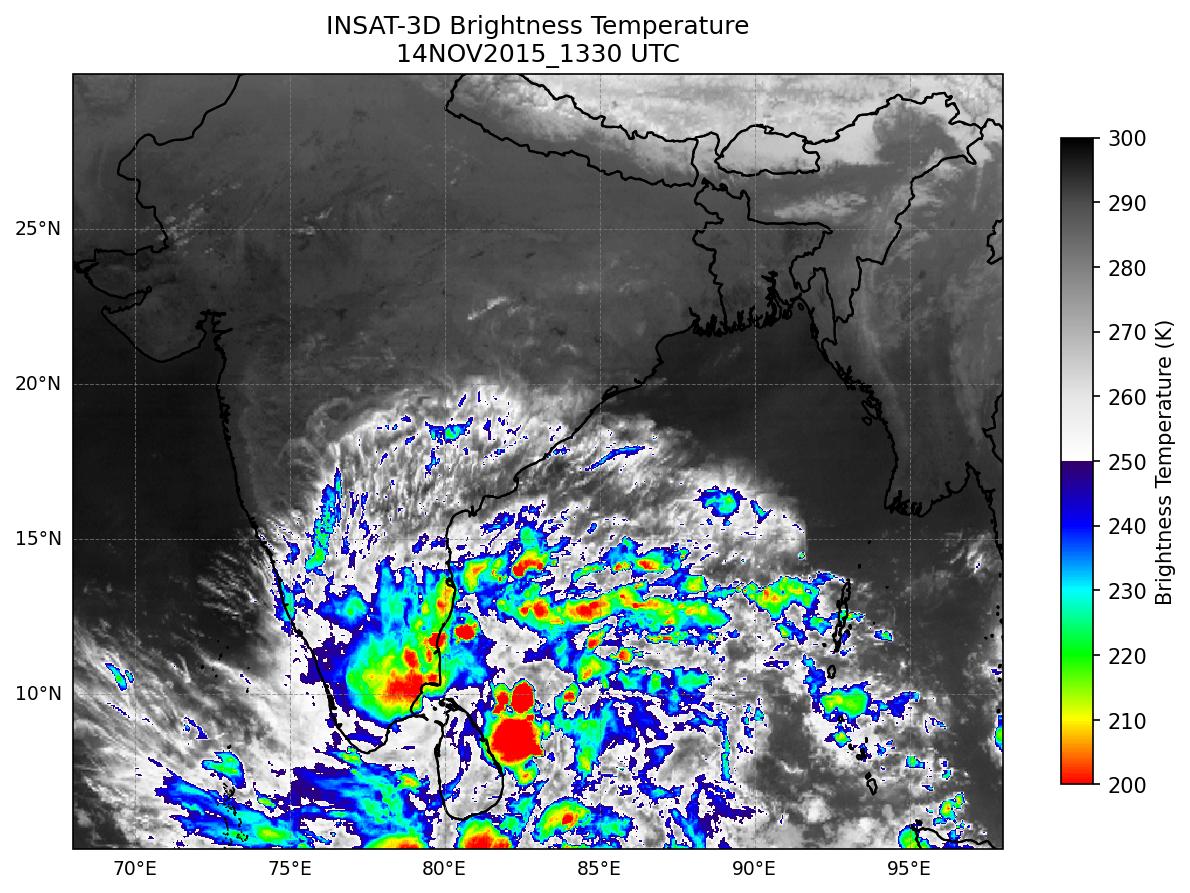 INSAT-3D Brightness Temperature
14NOV2015_1330 UTC
25°N
20°N
15°N
10°N
70°E
75°E
80°E
85°E
90°E
95°E
300
290
280
270
260
250
240
230
220
210
200
Brightness Temperature (K)